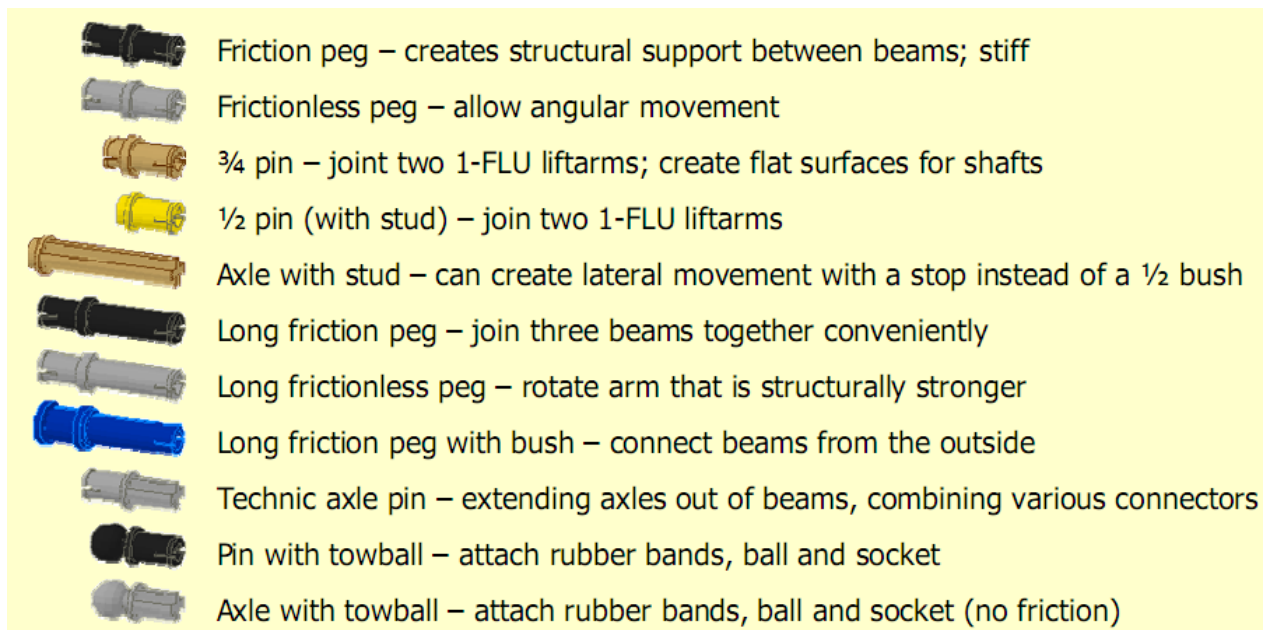 Friction peg – creates structural support between beams; stiff
Frictionless peg – allow angular movement
¾ pin – joint two 1-FLU liftarms; create flat surfaces for shafts
½ pin (with stud) – join two 1-FLU liftarms
Axle with stud – can create lateral movement with a stop instead of a ½ bush
Long friction peg – join three beams together conveniently
Long frictionless peg – rotate arm that is structurally stronger
Long friction peg with bush – connect beams from the outside
Technic axle pin – extending axles out of beams, combining various connectors
Pin with towball – attach rubber bands, ball and socket
Axle with towball – attach rubber bands, ball and socket (no friction)